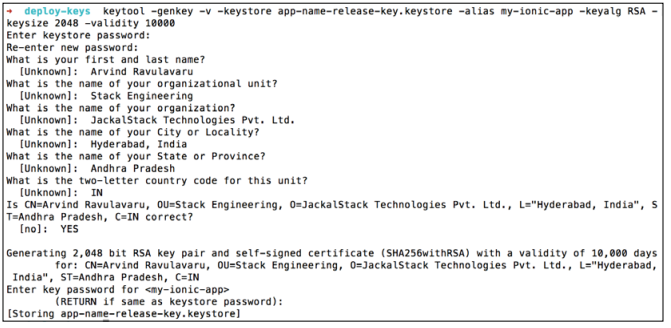 → deploy-keys keytool -genkey -v -keystore app-name-release-key.keystore -alias my-ionic-app -keyalg RSA -
keysize 2048 -validity 10000
Enter keystore password:
Re-enter new password:
What is your first and last name?
[Unknown]: Arvind Ravulavaru
What is the name of your organizational unit?
[Unknown]: Stack Engineering
What is the name of your organization?
[Unknown]: JackalStack Technologies Pvt. Ltd.
What is the name of your City or Locality?
[Unknown]: Hyderabad, India
What is the name of your State or Province?
[Unknown]: Andhra Pradesh
What is the two-letter country code for this unit?
[Unknown]: IN
Is CN=Arvind Ravulavaru, OU=Stack Engineering, O=JackalStack Technologies Pvt. Ltd., L="Hyderabad, India", S
T=Andhra Pradesh, C=IN correct?
[no]: YES
Generating 2,048 bit RSA key pair and self-signed certificate (SHA256withRSA) with a validity of 10,000 days
for: CN=Arvind Ravulavaru, OU=Stack Engineering, O=JackalStack Technologies Pvt. Ltd., L="Hyderabad,
India", ST=Andhra Pradesh, C=IN
Enter key password for <my-ionic-app>
(RETURN if same as keystore password):
[Storing app-name-release-key.keystore]